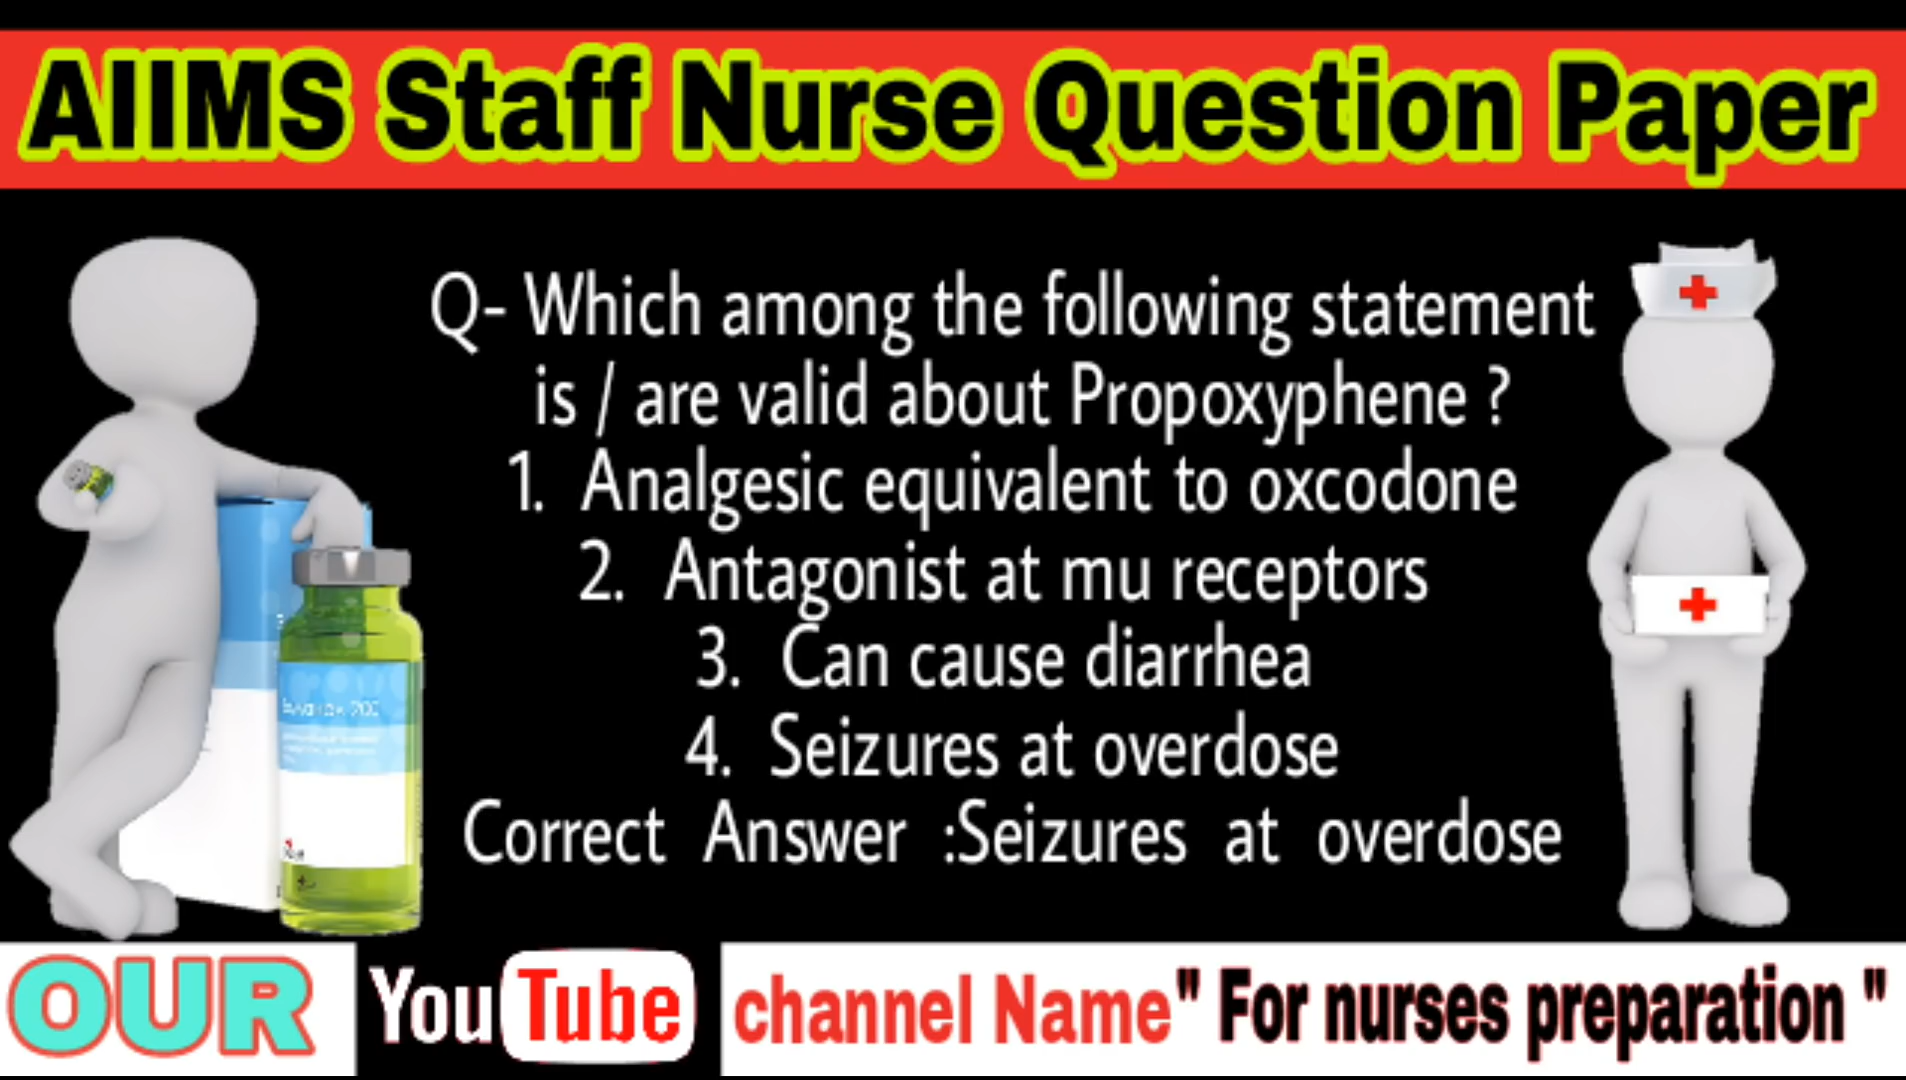 AIIMS Staff Nurse Question Paper
Q- Which among the following statement
is / are valid about Propoxyphene ?
1. Analgesic equivalent to oxcodone
2. Antagonist at mu receptors
3. Can cause diarrhea
4. Seizures at overdose
Correct Answer :Seizures at overdose
OUR YouTube channel Name " For nurses preparation "